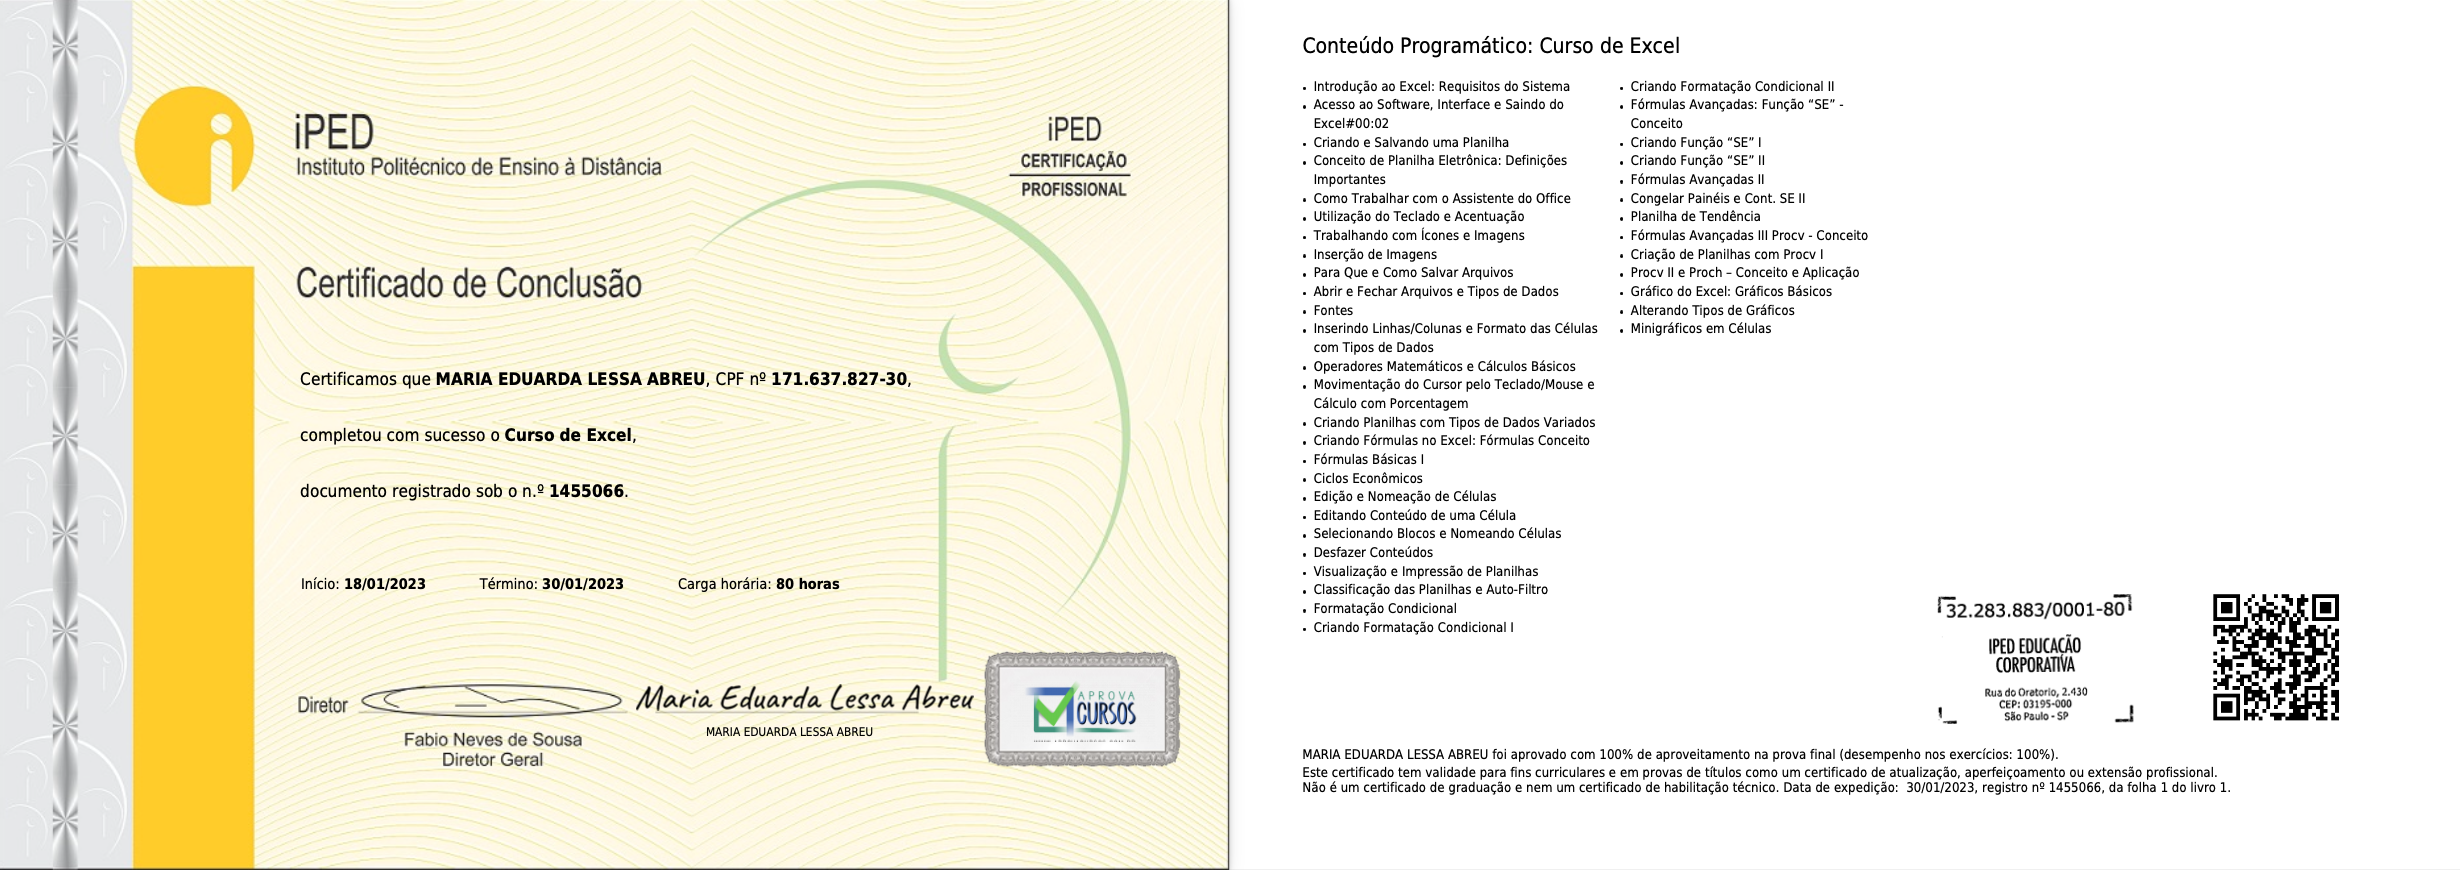 iPED
Instituto Politécnico de Ensino à Distância
iPED
CERTIFICAÇÃO
PROFISSIONAL
Certificado de Conclusão
Certificamos que MARIA EDUARDA LESSA ABREU, CPF nº 171.637.827-30,
completou com sucesso o Curso de Excel,
documento registrado sob o n.º 1455066.
Início: 18/01/2023 Término: 30/01/2023 Carga horária: 80 horas
Diretor
Maria Eduarda Lessa Abreu
MARIA EDUARDA LESSA ABREU
Fabio Neves de Sousa
Diretor Geral
APROVA
CURSOS
Conteúdo Programático: Curso de Excel
• Introdução ao Excel: Requisitos do Sistema
• Acesso ao Software, Interface e Saindo do
Excel#00:02
• Criando e Salvando uma Planilha
• Conceito de Planilha Eletrônica: Definições
Importantes
• Como Trabalhar com o Assistente do Office
• Utilização do Teclado e Acentuação
• Trabalhando com Ícones e Imagens
• Inserção de Imagens
• Para Que e Como Salvar Arquivos
• Abrir e Fechar Arquivos e Tipos de Dados
• Fontes
• Inserindo Linhas/Colunas e Formato das Células
com Tipos de Dados
• Operadores Matemáticos e Cálculos Básicos
• Movimentação do Cursor pelo Teclado/Mouse e
Cálculo com Porcentagem
• Criando Planilhas com Tipos de Dados Variados
• Criando Fórmulas no Excel: Fórmulas Conceito
• Fórmulas Básicas I
• Ciclos Econômicos
• Edição e Nomeação de Células
• Editando Conteúdo de uma Célula
• Selecionando Blocos e Nomeando Células
• Desfazer Conteúdos
• Visualização e Impressão de Planilhas
• Classificação das Planilhas e Auto-Filtro
• Formatação Condicional
• Criando Formatação Condicional I
• Criando Formatação Condicional II
• Fórmulas Avançadas: Função “SE” -
Conceito
• Criando Função “SE” I
• Criando Função “SE” II
• Fórmulas Avançadas II
• Congelar Painéis e Cont. SE II
• Planilha de Tendência
• Fórmulas Avançadas III Procv - Conceito
• Criação de Planilhas com Procv I
• Procv II e Proch – Conceito e Aplicação
• Gráfico do Excel: Gráficos Básicos
• Alterando Tipos de Gráficos
• Minigráficos em Células
32.283.883/0001-80
IPED EDUCAÇÃO
CORPORATIVA
Rua do Oratorio, 2.430
CEP: 03195-000
São Paulo - SP
MARIA EDUARDA LESSA ABREU foi aprovado com 100% de aproveitamento na prova final (desempenho nos exercícios: 100%).
Este certificado tem validade para fins curriculares e em provas de títulos como um certificado de atualização, aperfeiçoamento ou extensão profissional.
Não é um certificado de graduação e nem um certificado de habilitação técnico. Data de expedição: 30/01/2023, registro nº 1455066, da folha 1 do livro 1.